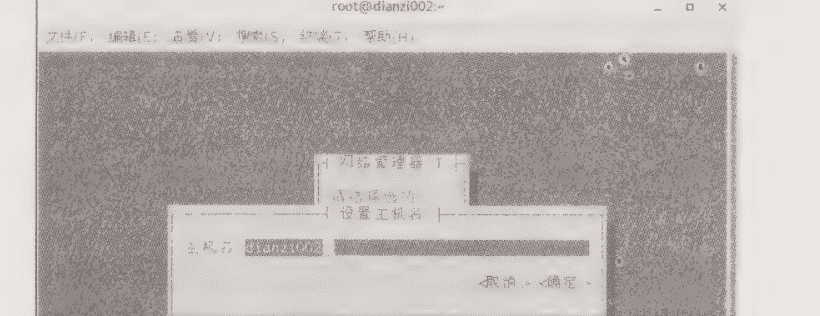 root@dianzi002:~
文件(F) 编辑(E) 查看(V) 搜索(S) 终端(T) 帮助(H)
网络管理器 T
设置主机名
主机名 dianzi002
<取消> <确定>